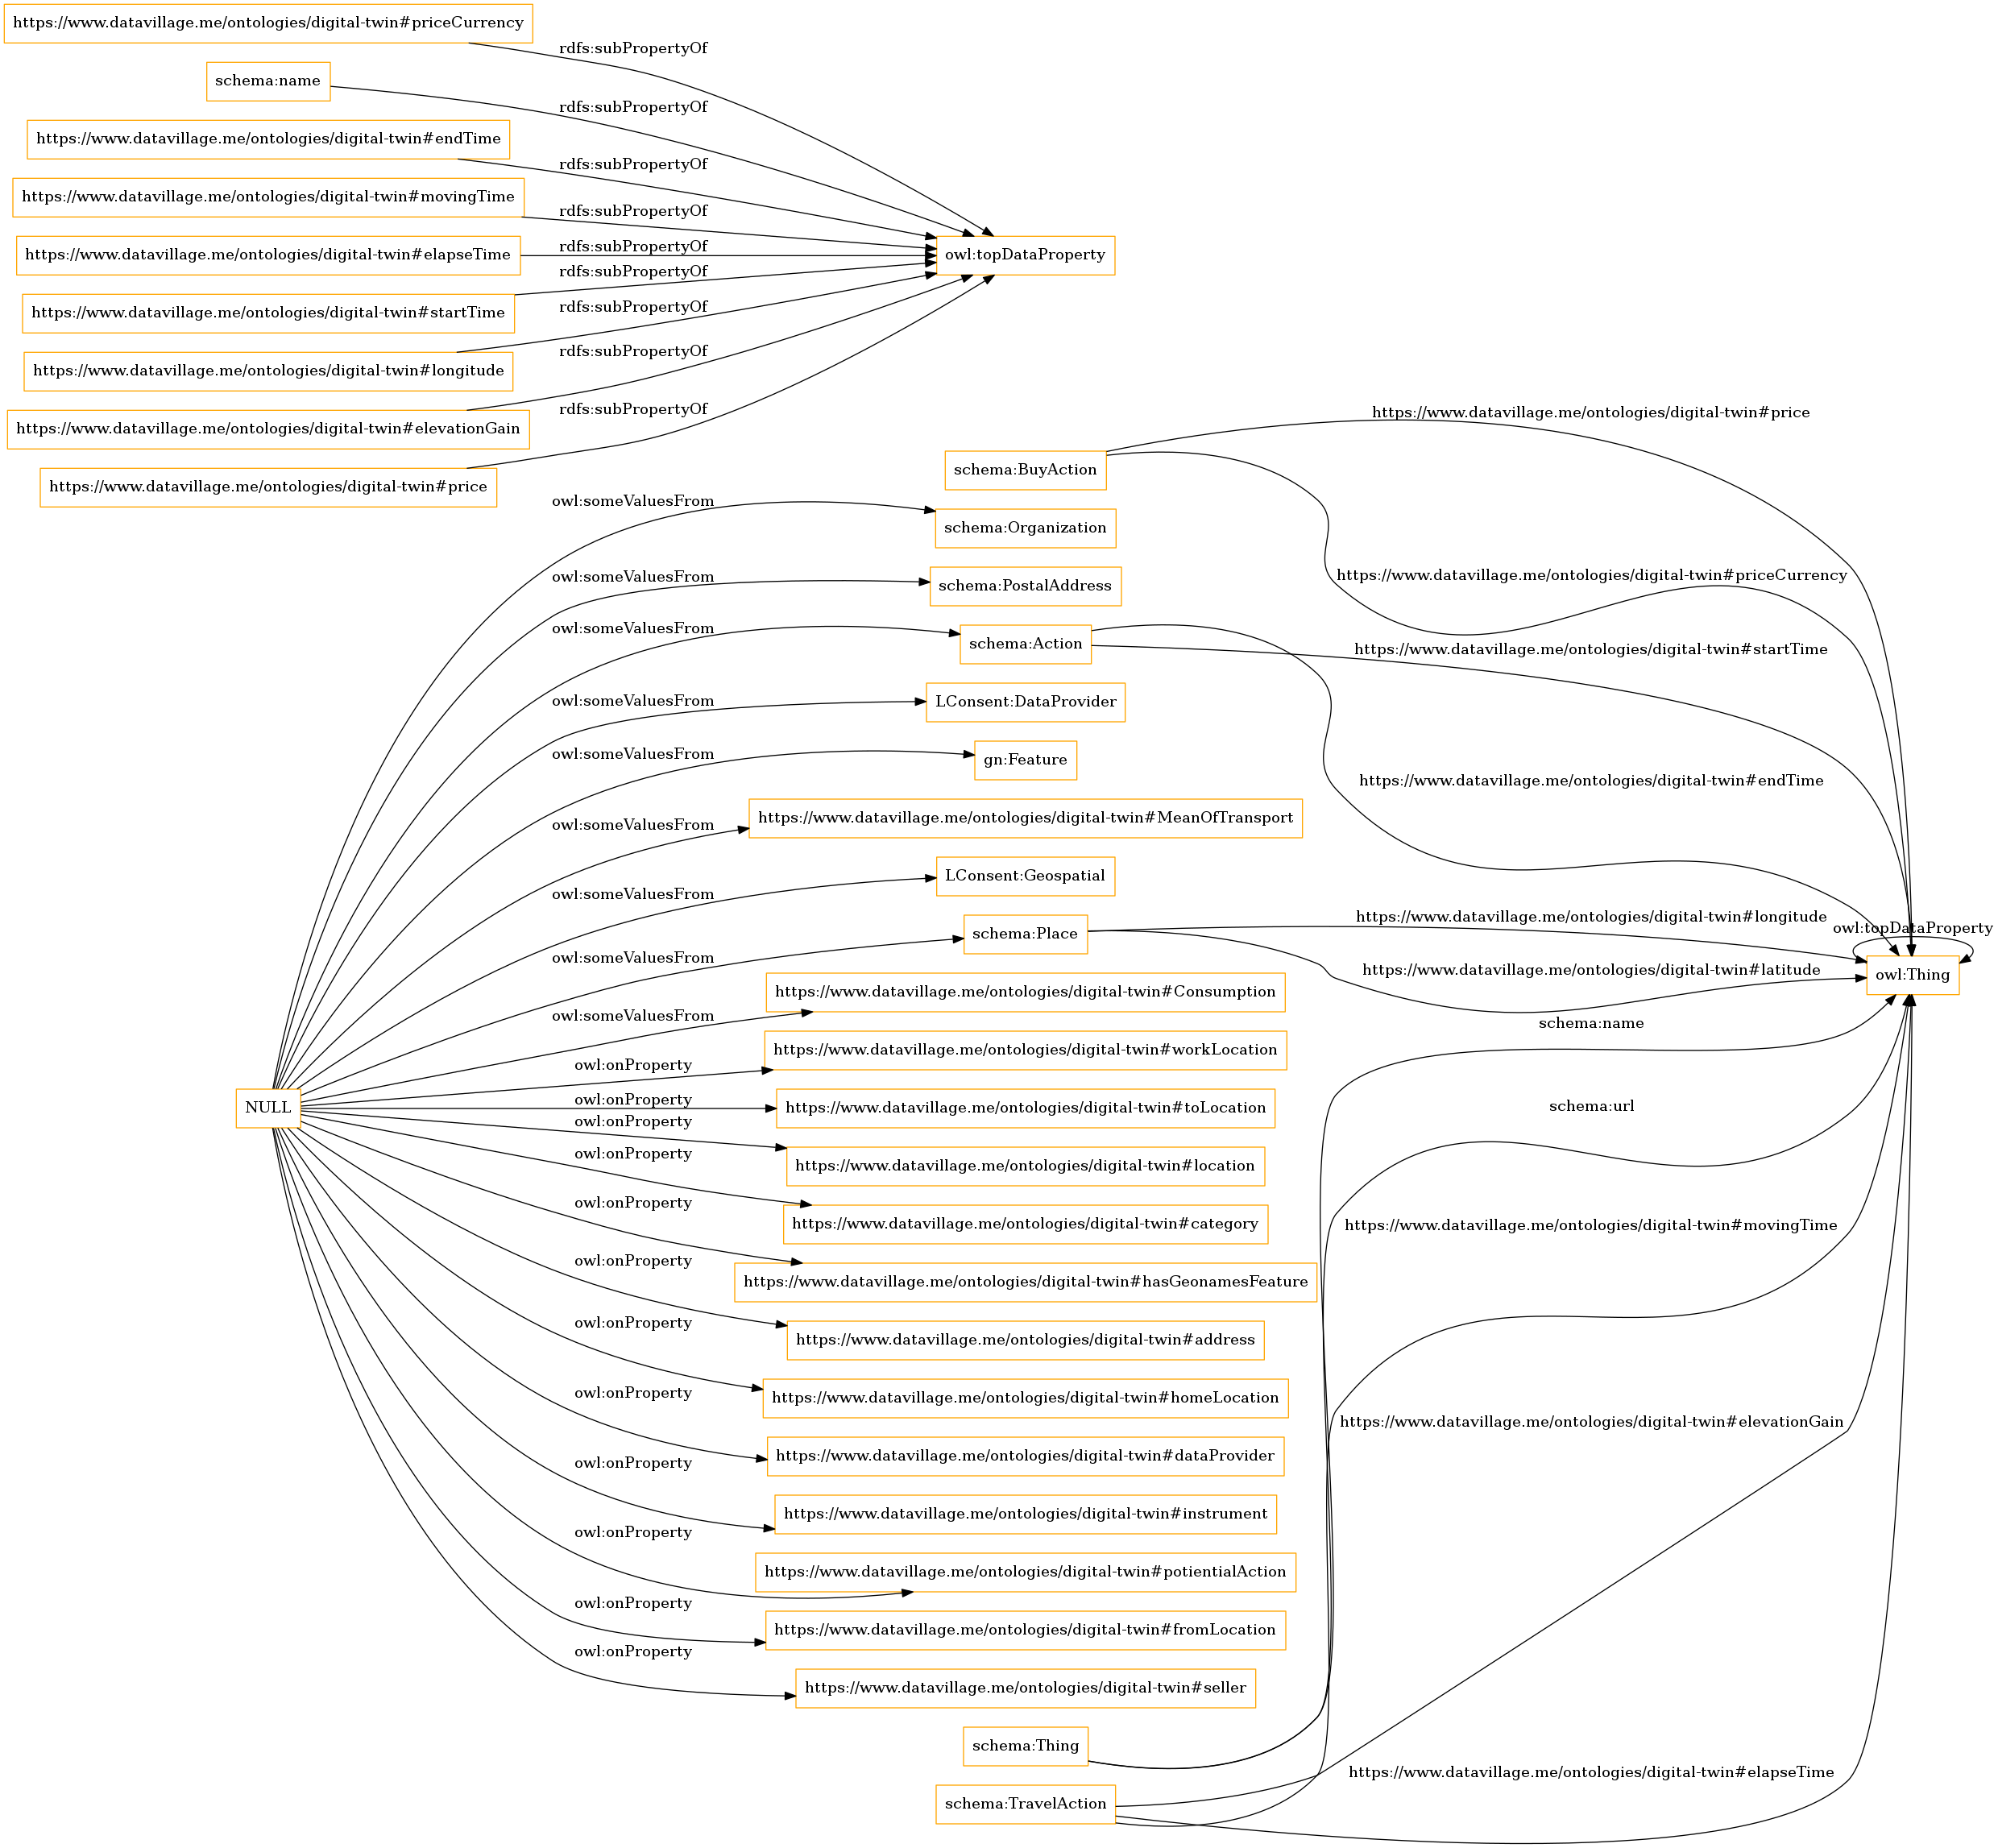 https://www.datavillage.me/ontologies/digital-twin#priceCurrency
rdfs:subPropertyOf
schema:name
rdfs:subPropertyOf
https://www.datavillage.me/ontologies/digital-twin#endTime
rdfs:subPropertyOf
https://www.datavillage.me/ontologies/digital-twin#movingTime
rdfs:subPropertyOf
https://www.datavillage.me/ontologies/digital-twin#elapseTime
rdfs:subPropertyOf
owl:topDataProperty
https://www.datavillage.me/ontologies/digital-twin#startTime
rdfs:subPropertyOf
https://www.datavillage.me/ontologies/digital-twin#longitude
rdfs:subPropertyOf
https://www.datavillage.me/ontologies/digital-twin#elevationGain
rdfs:subPropertyOf
https://www.datavillage.me/ontologies/digital-twin#price
rdfs:subPropertyOf
https://www.datavillage.me/ontologies/digital-twin#price
schema:BuyAction
owl:someValuesFrom
schema:Organization
owl:someValuesFrom
schema:PostalAddress
https://www.datavillage.me/ontologies/digital-twin#priceCurrency
owl:someValuesFrom
schema:Action
https://www.datavillage.me/ontologies/digital-twin#startTime
owl:someValuesFrom
LConsent:DataProvider
owl:someValuesFrom
gn:Feature
https://www.datavillage.me/ontologies/digital-twin#endTime
owl:someValuesFrom
https://www.datavillage.me/ontologies/digital-twin#MeanOfTransport
owl:someValuesFrom
LConsent:Geospatial
owl:someValuesFrom
schema:Place
https://www.datavillage.me/ontologies/digital-twin#longitude
owl:topDataProperty
https://www.datavillage.me/ontologies/digital-twin#latitude
owl:Thing
owl:someValuesFrom
https://www.datavillage.me/ontologies/digital-twin#Consumption
schema:name
owl:onProperty
https://www.datavillage.me/ontologies/digital-twin#workLocation
NULL
owl:onProperty
https://www.datavillage.me/ontologies/digital-twin#toLocation
schema:url
owl:onProperty
https://www.datavillage.me/ontologies/digital-twin#location
owl:onProperty
https://www.datavillage.me/ontologies/digital-twin#category
https://www.datavillage.me/ontologies/digital-twin#movingTime
owl:onProperty
https://www.datavillage.me/ontologies/digital-twin#hasGeonamesFeature
owl:onProperty
https://www.datavillage.me/ontologies/digital-twin#address
owl:onProperty
https://www.datavillage.me/ontologies/digital-twin#homeLocation
https://www.datavillage.me/ontologies/digital-twin#elevationGain
owl:onProperty
https://www.datavillage.me/ontologies/digital-twin#dataProvider
owl:onProperty
https://www.datavillage.me/ontologies/digital-twin#instrument
owl:onProperty
https://www.datavillage.me/ontologies/digital-twin#potientialAction
owl:onProperty
https://www.datavillage.me/ontologies/digital-twin#fromLocation
owl:onProperty
https://www.datavillage.me/ontologies/digital-twin#seller
schema:Thing
https://www.datavillage.me/ontologies/digital-twin#elapseTime
schema:TravelAction